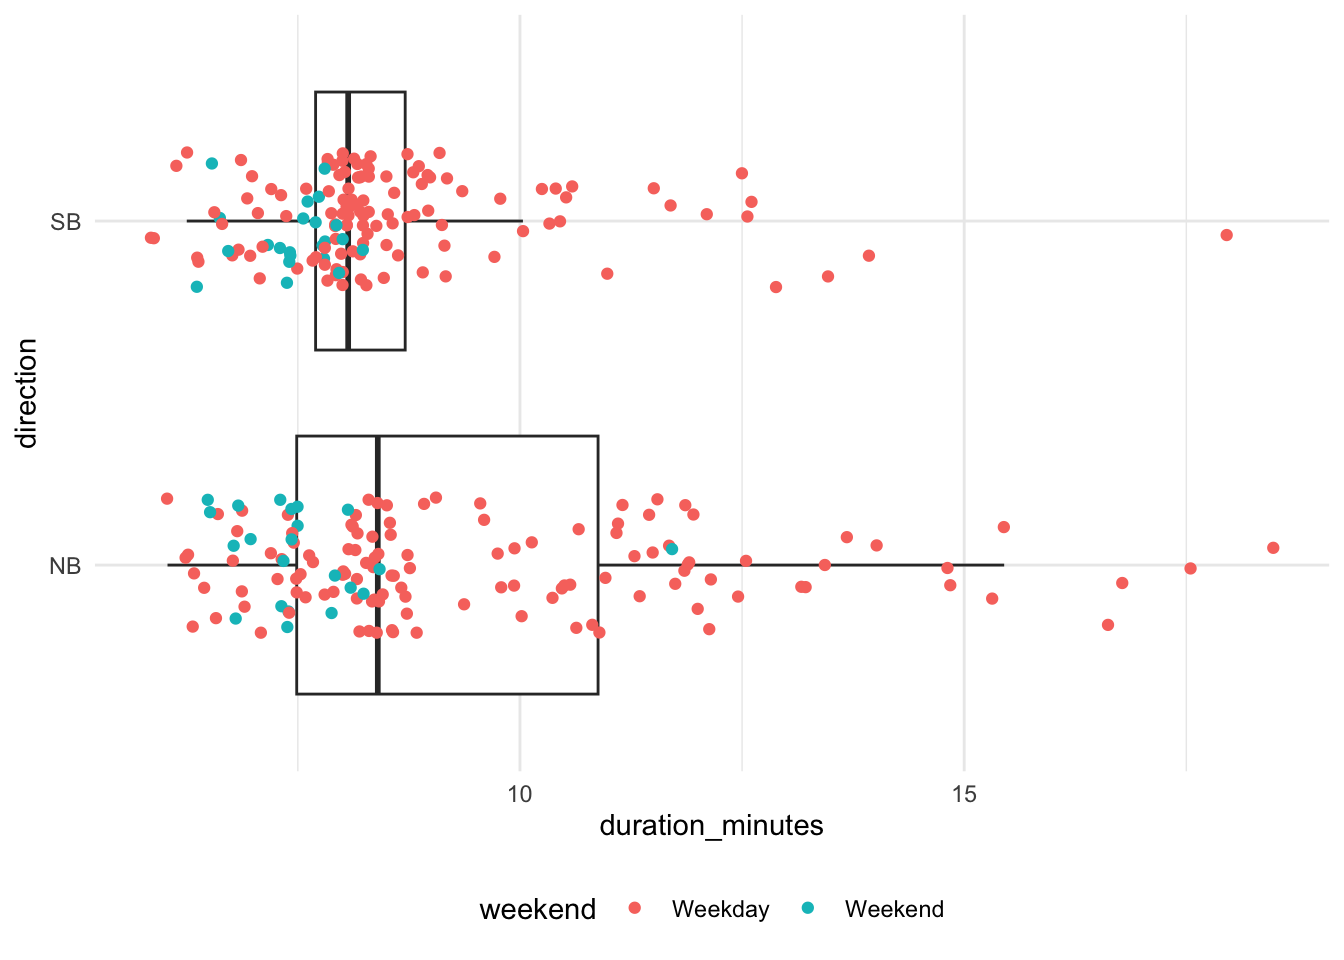 SB
direction
NB
10
15
duration_minutes
weekend
Weekday
Weekend